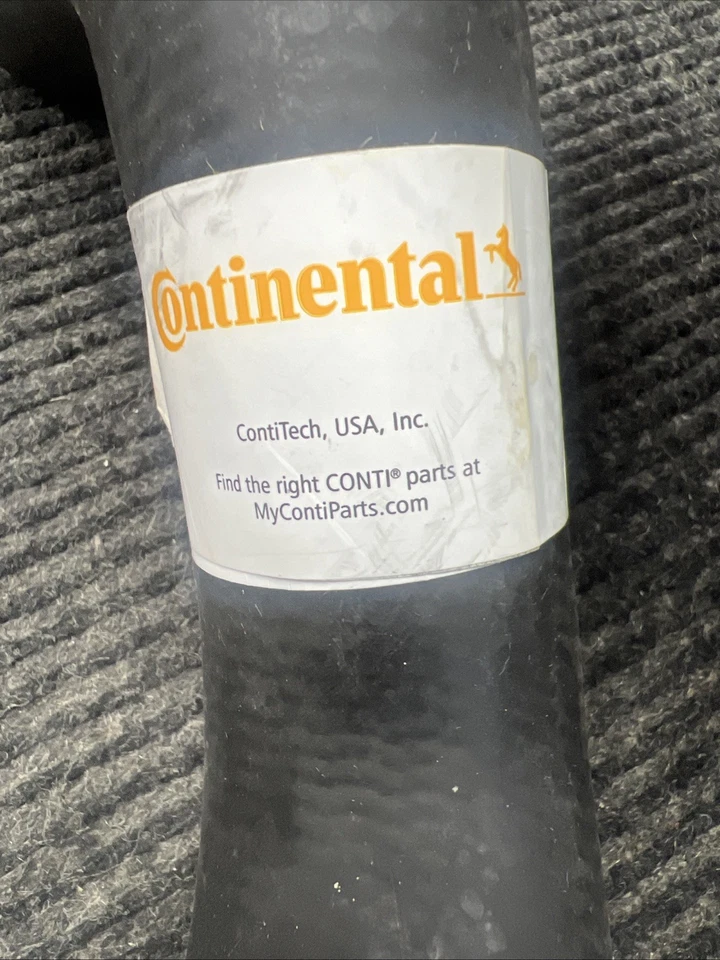 Continental
ContiTech, USA, Inc.
Find the right CONTI® parts at
MyContiParts.com